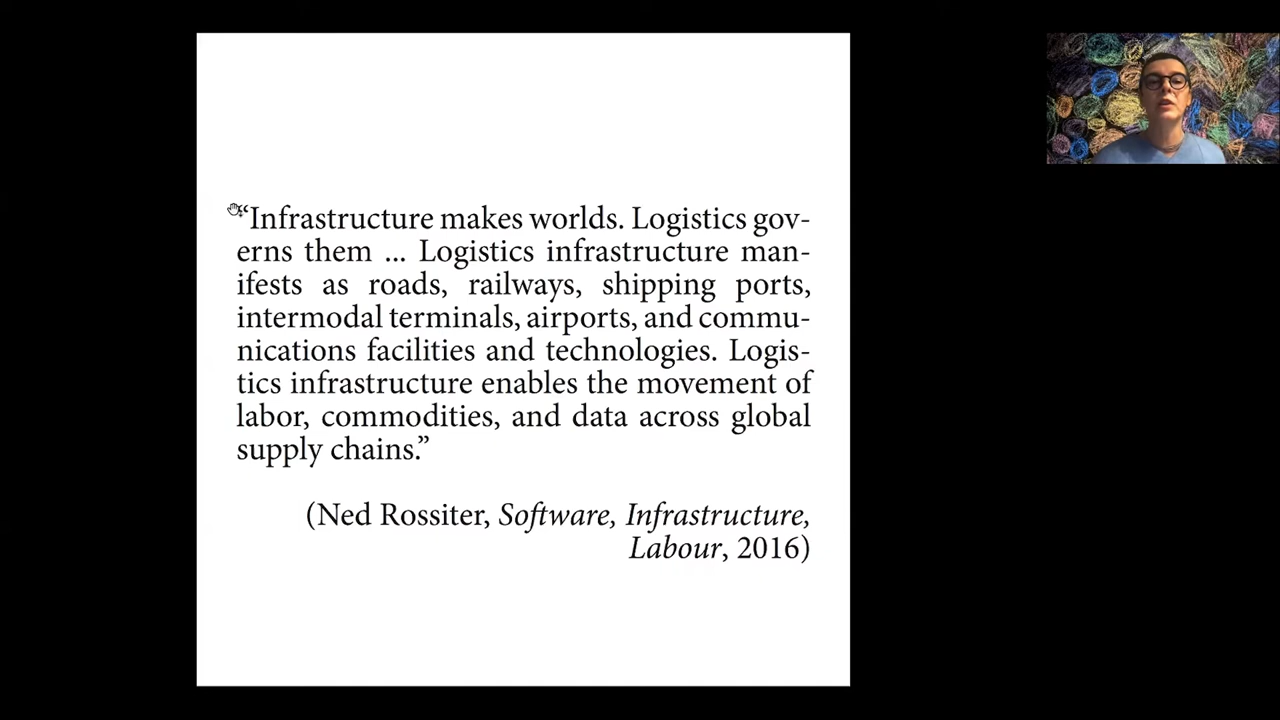 “Infrastructure makes worlds. Logistics gov-
erns them ... Logistics infrastructure man-
ifests as roads, railways, shipping ports,
intermodal terminals, airports, and commu-
nications facilities and technologies. Logis-
tics infrastructure enables the movement of
labor, commodities, and data across global
supply chains.”
(Ned Rossiter, Software, Infrastructure,
Labour, 2016)